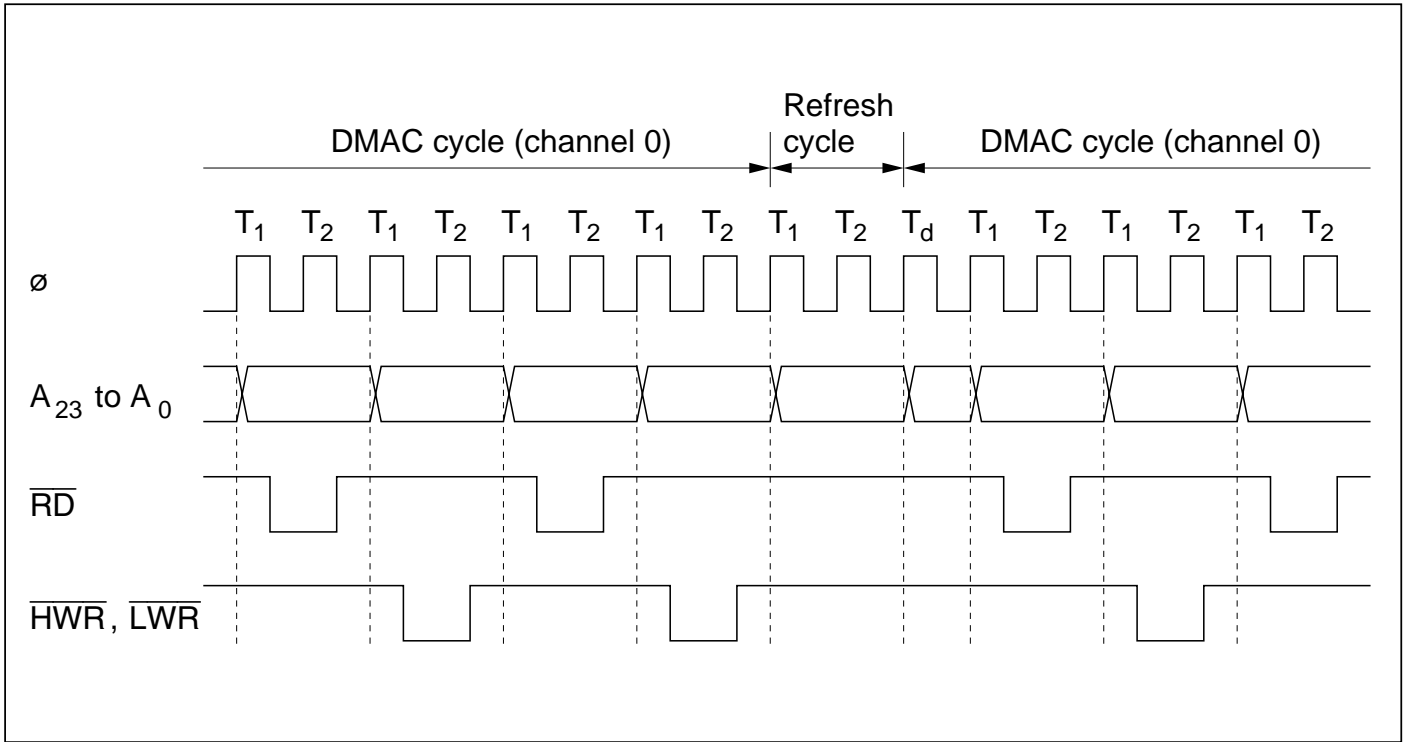 Refresh
DMAC cycle (channel 0) cycle DMAC cycle (channel 0)
T1 T2 T1 T2 T1 T2 T1 T2 T1 T2 Td T1 T2 T1 T2 T1 T2
ø
A23 to A0
RD
HWR, LWR